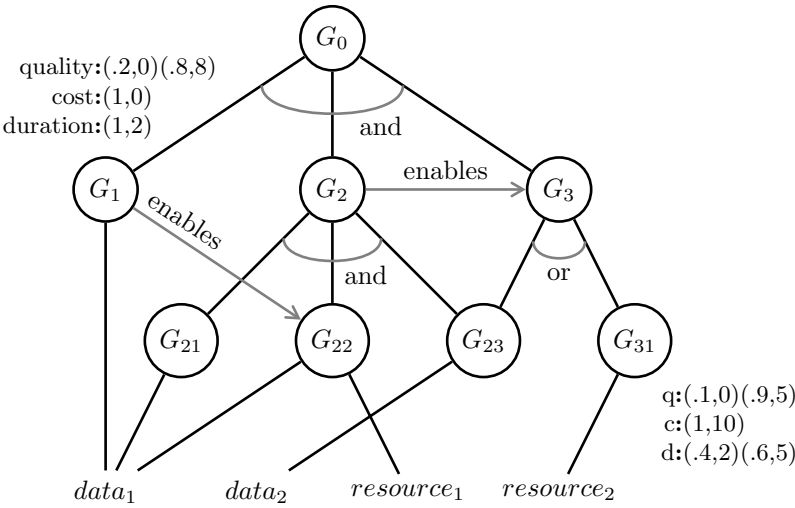 G₀
quality:(.2,0)(.8,8)
cost:(1,0)
duration:(1,2)
and
enables
G₁
G₂
G₃
enables
and
or
G₂₁
G₂₂
G₂₃
G₃₁
q:(.1,0)(.9,5)
c:(1,10)
d:(.4,2)(.6,5)
data₁
data₂
resource₁
resource₂